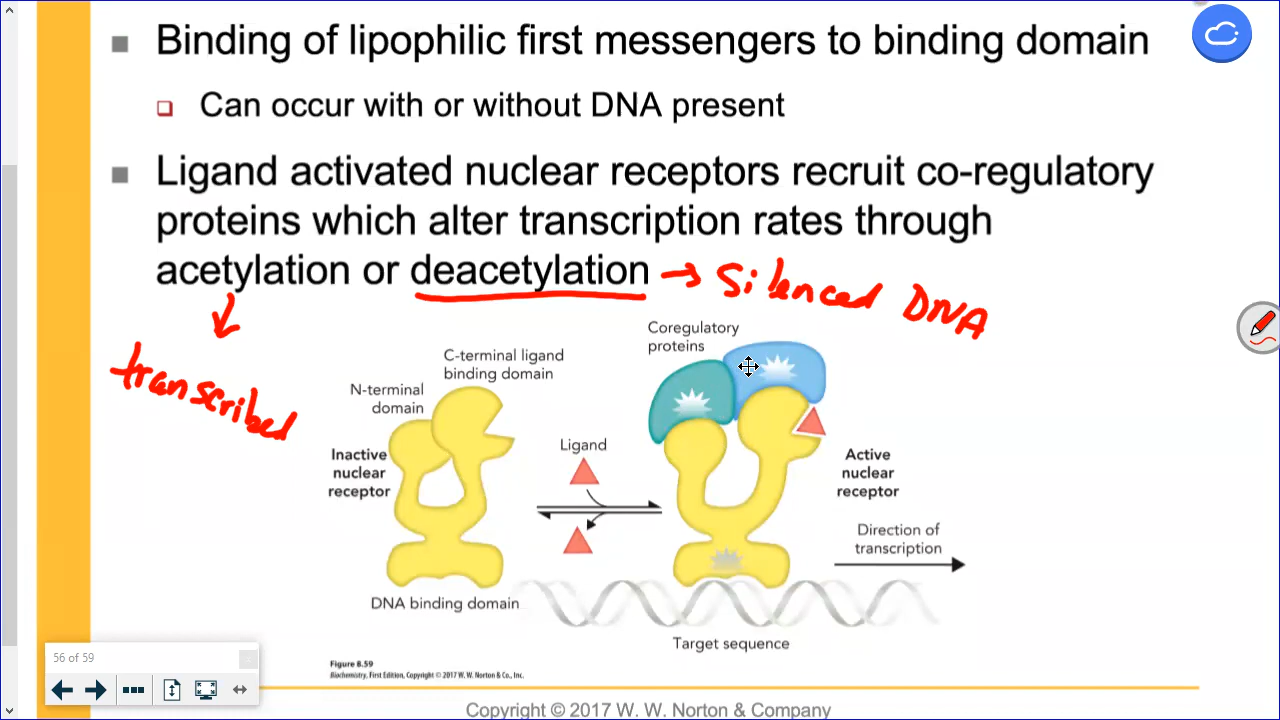 Binding of lipophilic first messengers to binding domain
Can occur with or without DNA present
Ligand activated nuclear receptors recruit co-regulatory
proteins which alter transcription rates through
acetylation or deacetylation → Silenced DNA
transcribed
Coregulatory
proteins
C-terminal ligand
binding domain
N-terminal
domain
Inactive
nuclear
receptor
Ligand
Active
nuclear
receptor
Direction of
transcription
DNA binding domain
Target sequence
56 of 59
Figure 8.59
Biochemistry, First Edition, Copyright © 2017 W. W. Norton & Co., Inc.
Copyright © 2017 W. W. Norton & Company